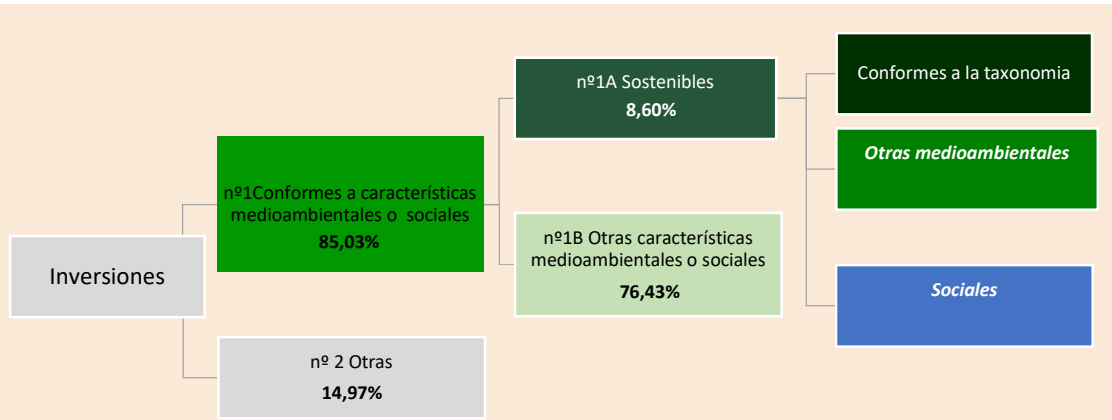 Inversiones
nº1Conformes a características
medioambientales o sociales
85,03%
nº 2 Otras
14,97%
nº1A Sostenibles
8,60%
nº1B Otras características
medioambientales o sociales
76,43%
Conformes a la taxonomia
Otras medioambientales
Sociales